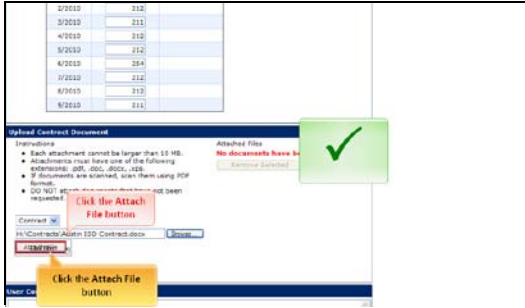 2/2010 212
3/2010 211
4/2010 212
5/2010 212
6/2010 254
7/2010 212
8/2010 212
9/2010 211
Upload Contract Document
Instructions
Each attachment cannot be larger than 10 MB.
Attachments must have one of the following
extensions: .pdf, .doc, .docx, .xps.
If documents are scanned, scan them using PDF
format.
DO NOT attach documents that have not been
requested.
Attached Files
No documents have be
Remove Selected
Click the Attach
File button
Contract
H:\Contracts\Austin ISD Contract.docx Browse...
Click the Attach File
button
User Co